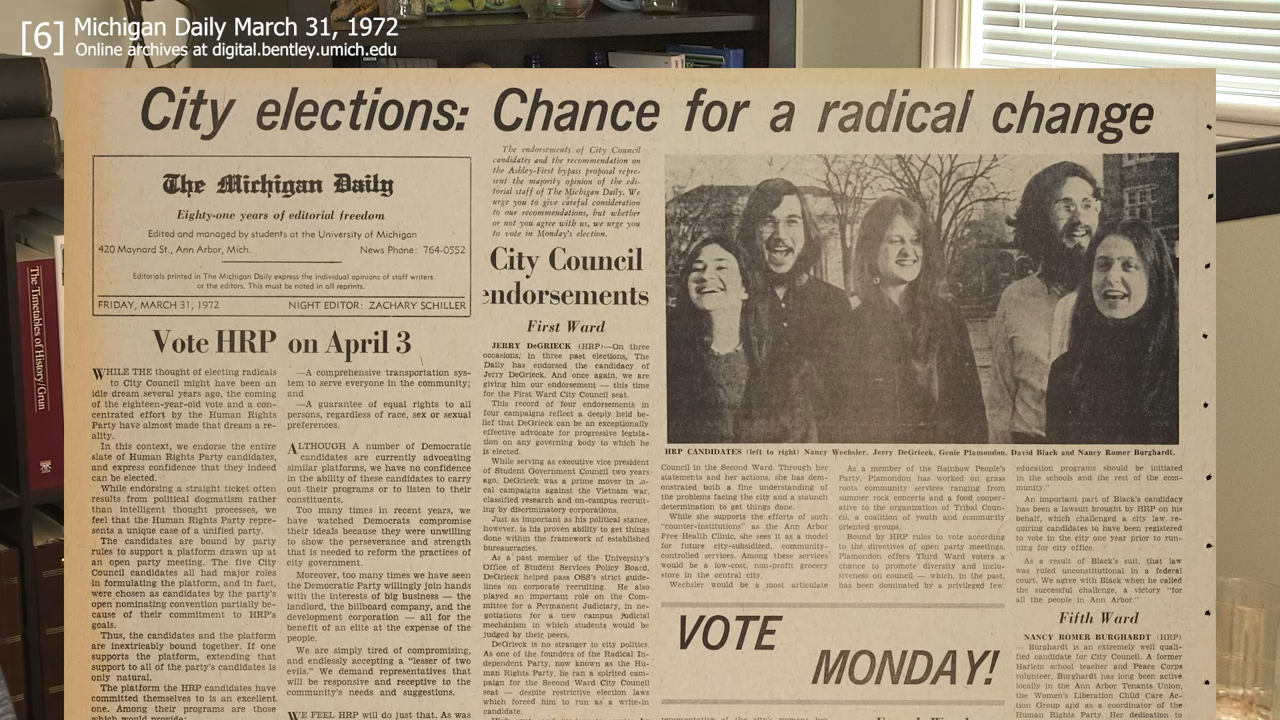 [6] Michigan Daily March 31, 1972
Online archives at digital.bentley.umich.edu
The Timetables of History/Grun
City elections: Chance for a radical change
The Michigan Daily
Eighty-one years of editorial freedom
Edited and managed by students at the University of Michigan
420 Maynard St., Ann Arbor, Mich. News Phone: 764-0552
Editorials printed in The Michigan Daily express the individual opinions of staff writers
or the editors. This must be noted in all reprints.
FRIDAY, MARCH 31, 1972 NIGHT EDITOR: ZACHARY SCHILLER
Vote HRP on April 3
WHILE THE thought of electing radicals
to City Council might have been an
idle dream several years ago, the coming
of the eighteen-year-old vote and a con-
centrated effort by the Human Rights
Party have almost made that dream a re-
ality.
In this context, we endorse the entire
slate of Human Rights Party candidates,
and express confidence that they indeed
can be elected.
While endorsing a straight ticket often
results from political dogmatism rather
than intelligent thought processes, we
feel that the Human Rights Party repre-
sents a unique case of a unified party.
The candidates are bound by party
rules to support a platform drawn up at
an open party meeting. The five City
Council candidates all had major roles
in formulating the platform, and in fact,
were chosen as candidates by the party's
open nominating convention partially be-
cause of their commitment to HRP's
goals.
Thus, the candidates and the platform
are inextricably bound together. If one
supports the platform, extending that
support to all of the party's candidates is
only natural.
The platform the HRP candidates have
committed themselves to is an excellent
one. Among their programs are those
which would provide:
—A comprehensive transportation sys-
tem to serve everyone in the community;
and
—A guarantee of equal rights to all
persons, regardless of race, sex or sexual
preferences.
ALTHOUGH A number of Democratic
candidates are currently advocating
similar platforms, we have no confidence
in the ability of these candidates to carry
out their programs or to listen to their
constituents.
Too many times in recent years, we
have watched Democrats compromise
their ideals because they were unwilling
to show the perseverance and strength
that is needed to reform the practices of
city government.
Moreover, too many times we have seen
the Democratic Party willingly join hands
with the interests of big business — the
landlord, the billboard company, and the
development corporation — all for the
benefit of an elite at the expense of the
people.
We are simply tired of compromising,
and endlessly accepting a "lesser of two
evils." We demand representatives that
will be responsive and receptive to the
community's needs and suggestions.
WE FEEL HRP will do just that. As was
The endorsements of City Council
candidates and the recommendation on
the Ashley-First bypass proposal repre-
sent the majority opinion of the edi-
torial staff of The Michigan Daily. We
urge you to give careful consideration
to our recommendations, but whether
or not you agree with us, we urge you
to vote in Monday's election.
City Council
endorsements
First Ward
JERRY DeGRIECK (HRP)—On three
occasions, in three past elections, The
Daily has endorsed the candidacy of
Jerry DeGrieck. And once again, we are
giving him our endorsement — this time
for the First Ward City Council seat.
This record of four endorsements in
four campaigns reflect a deeply held be-
lief that DeGrieck can be an exceptionally
effective advocate for progressive legisla-
tion on any governing body to which he
is elected.
While serving as executive vice president
of Student Government Council two years
ago, DeGrieck was a prime mover in lo-
cal campaigns against the Vietnam war,
classified research and on-campus recruit-
ing by discriminatory corporations.
Just as important as his political stance,
however, is his proven ability to get things
done within the framework of established
bureaucracies.
As a past member of the University's
Office of Student Services Policy Board,
DeGrieck helped pass OSS's strict guide-
lines on corporate recruiting. He also
played an important role on the Com-
mittee for a Permanent Judiciary, in ne-
gotiations for a new campus judicial
mechanism in which students would be
judged by their peers.
DeGrieck is no stranger to city politics.
As one of the founders of the Radical In-
dependent Party, now known as the Hu-
man Rights Party, he ran a spirited cam-
paign for the Second Ward City Council
seat — despite restrictive election laws
which forced him to run as a write-in
candidate.
HRP CANDIDATES (left to right) Nancy Wechsler, Jerry DeGrieck, Genie Plamondon, David Black and Nancy Romer Burghardt.
Council in the Second Ward. Through her
statements and her actions, she has dem-
onstrated both a fine understanding of
the problems facing the city and a staunch
determination to get things done.
While she supports the efforts of such
"counter-institutions" as the Ann Arbor
Free Health Clinic, she sees it as a model
for future city-subsidized, community-
controlled services. Among these services
would be a low-cost, non-profit grocery
store in the central city.
Wechsler would be a most articulate
As a member of the Rainbow People's
Party, Plamondon has worked on grass
roots community services ranging from
summer rock concerts and a food cooper-
ative to the organization of Tribal Coun-
cil, a coalition of youth and community
oriented groups.
Bound by HRP rules to vote according
to the directives of open party meetings,
Plamondon offers Third Ward voters a
chance to promote diversity and inclu-
siveness on council — which, in the past,
has been dominated by a privileged few.
education programs should be initiated
in the schools and the rest of the com-
munity."
An important part of Black's candidacy
has been a lawsuit brought by HRP on his
behalf, which challenged a city law re-
quiring candidates to have been registered
to vote in the city one year prior to run-
ning for city office.
As a result of Black's suit, that law
was ruled unconstitutional in a federal
court. We agree with Black when he called
the successful challenge, a victory "for
all the people in Ann Arbor."
Fifth Ward
NANCY ROMER BURGHARDT (HRP)
— Burghardt is an extremely well quali-
fied candidate for City Council. A former
Harlem school teacher and Peace Corps
volunteer, Burghardt has long been active
locally in the Ann Arbor Tenants Union,
the Women's Liberation Child Care Ac-
tion Group and as a coordinator of the
Human Rights Party. Her dedication to
VOTE
MONDAY!